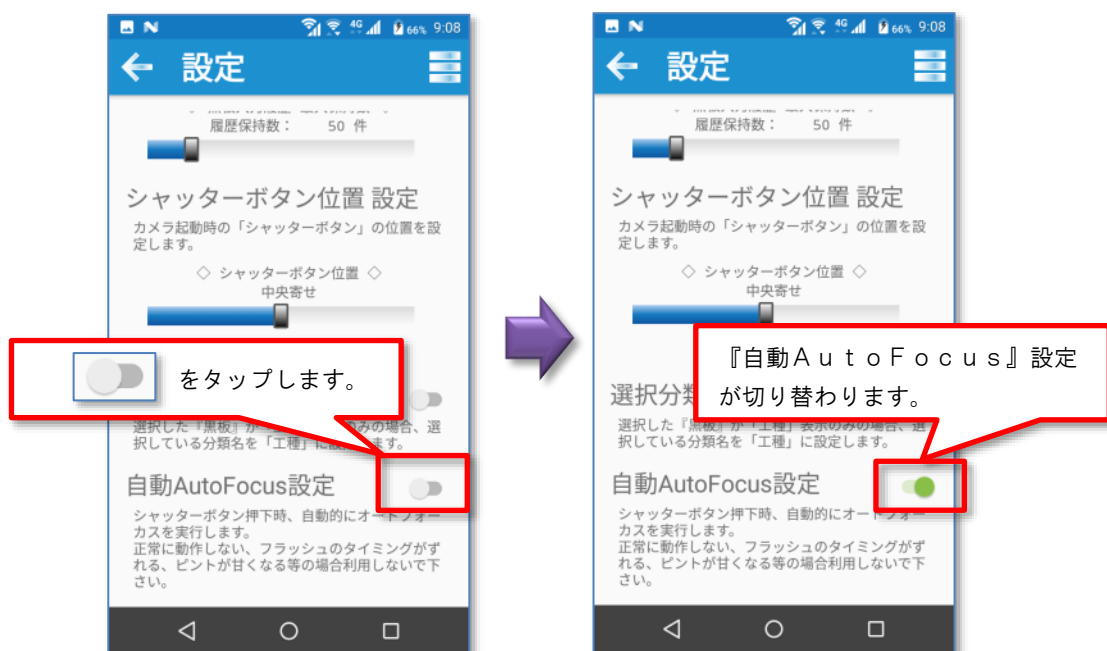 66% 9:08
設定
履歴保持数： 50 件
シャッターボタン位置 設定
カメラ起動時の「シャッターボタン」の位置を設
定します。
◇ シャッターボタン位置 ◇
中央寄せ
をタップします。
選択した『黒板』が
のみの場合、選
択している分類名を「工種」に設定します。
自動AutoFocus設定
シャッターボタン押下時、自動的にオートフォー
カスを実行します。
正常に動作しない、フラッシュのタイミングがず
れる、ピントが甘くなる等の場合利用しないで下
さい。
4G 66% 9:08
設定
履歴保持数： 50 件
シャッターボタン位置 設定
カメラ起動時の「シャッターボタン」の位置を設
定します。
◇ シャッターボタン位置 ◇
中央寄せ
『自動ＡｕｔｏＦｏｃｕｓ』設定
が切り替わります。
選択分類
選択した『黒板』が「工種」表示のみの場合、選
択している分類名を「工種」に設定します。
自動AutoFocus設定
シャッターボタン押下時、自動的にオートフォー
カスを実行します。
正常に動作しない、フラッシュのタイミングがず
れる、ピントが甘くなる等の場合利用しないで下
さい。